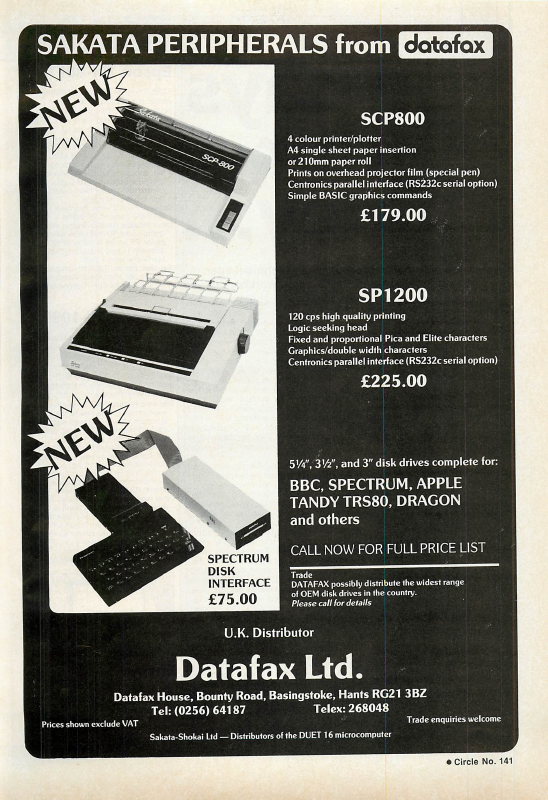 SAKATA PERIPHERALS from datafax
NEW
Sakata
SCP-800
SCP800
4 colour printer/plotter
A4 single sheet paper insertion
or 210mm paper roll
Prints on overhead projector film (special pen)
Centronics parallel interface (RS232c serial option)
Simple BASIC graphics commands
£179.00
SP1200
120 cps high quality printing
Logic seeking head
Fixed and proportional Pica and Elite characters
Graphics/double width characters
Centronics parallel interface (RS232c serial option)
£225.00
NEW
SPECTRUM
DISK
INTERFACE
£75.00
5¼", 3½", and 3" disk drives complete for:
BBC, SPECTRUM, APPLE
TANDY TRS80, DRAGON
and others
CALL NOW FOR FULL PRICE LIST
Trade
DATAFAX possibly distribute the widest range
of OEM disk drives in the country.
Please call for details
U.K. Distributor
Datafax Ltd.
Datafax House, Bounty Road, Basingstoke, Hants RG21 3BZ
Tel: (0256) 64187 Telex: 268048
Prices shown exclude VAT
Trade enquiries welcome
Sakata-Shokai Ltd — Distributors of the DUET 16 microcomputer
● Circle No. 141